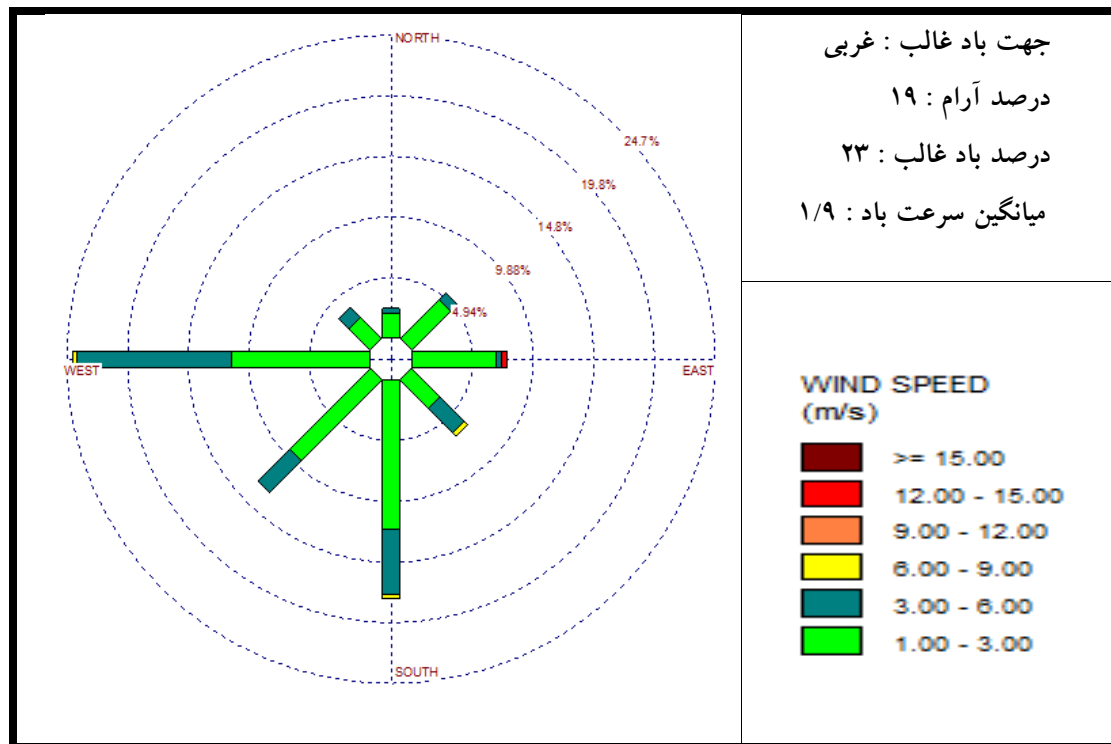 NORTH
24.7%
19.8%
14.8%
9.88%
4.94%
WEST
EAST
SOUTH
جهت باد غالب : غربی
درصد آرام : ۱۹
درصد باد غالب : ۲۳
میانگین سرعت باد : ۱/۹
WIND SPEED
(m/s)
>= 15.00
12.00 - 15.00
9.00 - 12.00
6.00 - 9.00
3.00 - 6.00
1.00 - 3.00